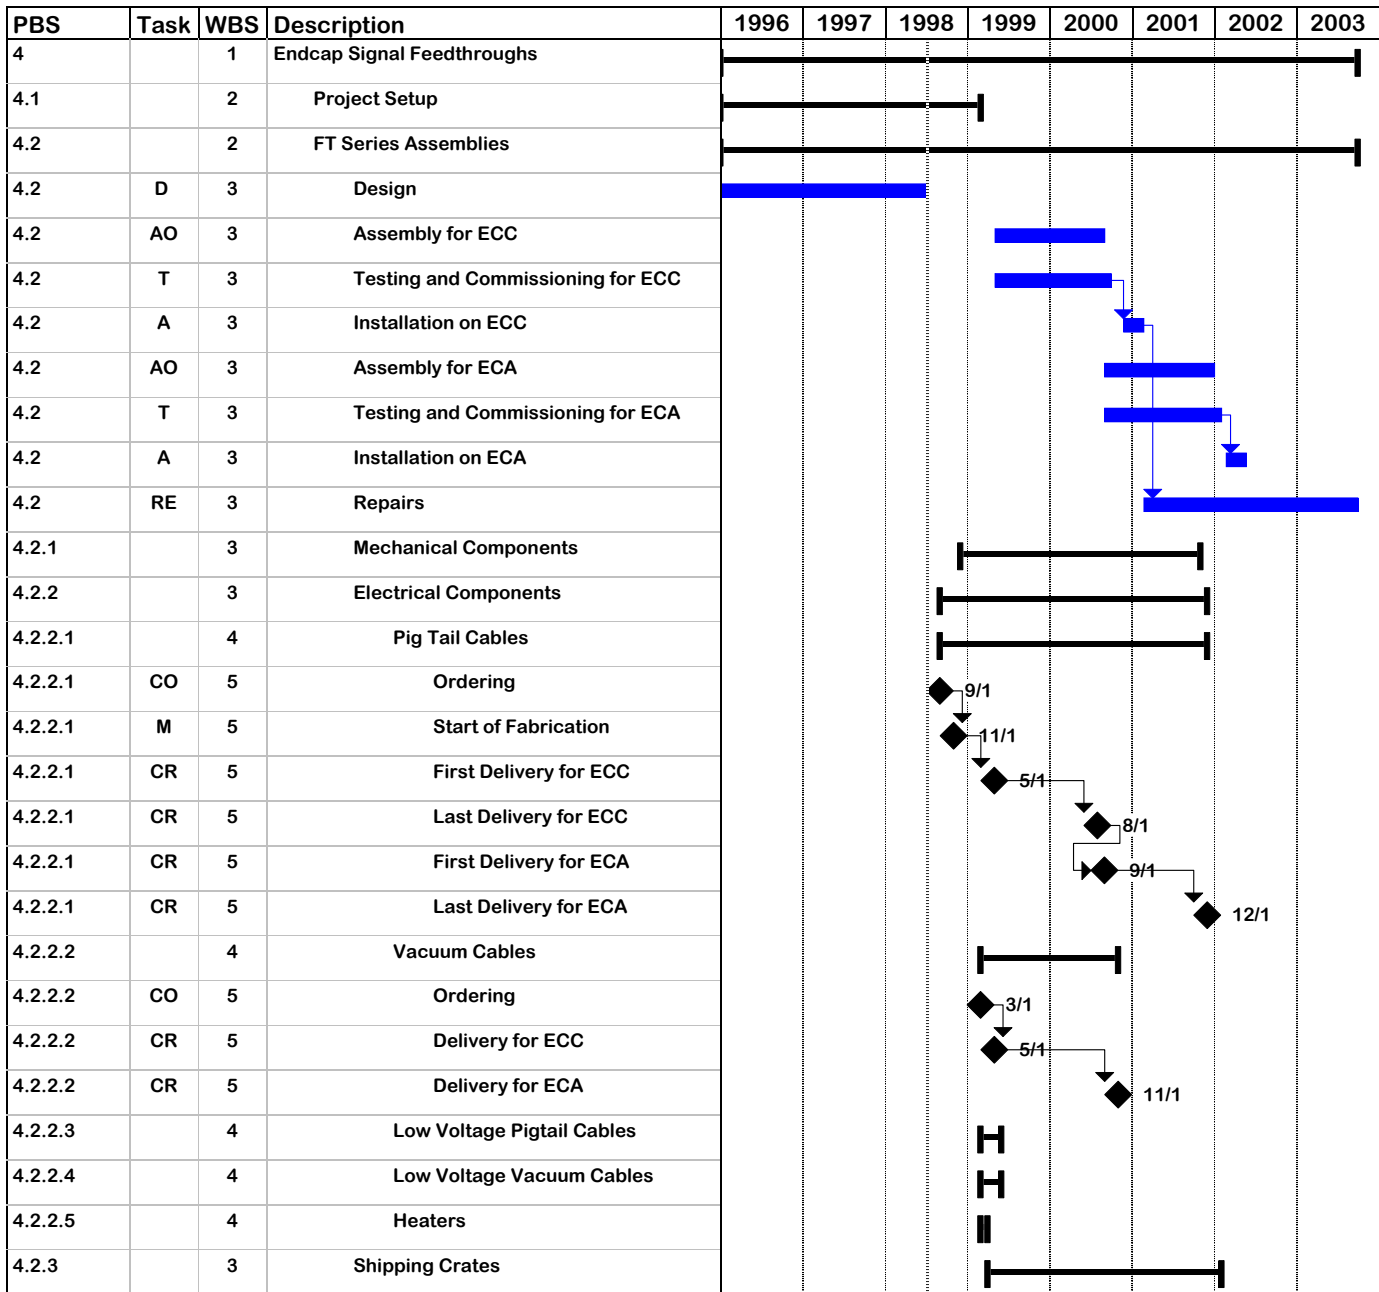 PBS Task WBS Description 1996 1997 1998 1999 2000 2001 2002 2003
4 1 Endcap Signal Feedthroughs
4.1 2 Project Setup
4.2 2 FT Series Assemblies
4.2 D 3 Design
4.2 AO 3 Assembly for ECC
4.2 T 3 Testing and Commissioning for ECC
4.2 A 3 Installation on ECC
4.2 AO 3 Assembly for ECA
4.2 T 3 Testing and Commissioning for ECA
4.2 A 3 Installation on ECA
4.2 RE 3 Repairs
4.2.1 3 Mechanical Components
4.2.2 3 Electrical Components
4.2.2.1 4 Pig Tail Cables
4.2.2.1 CO 5 Ordering 9/1
4.2.2.1 M 5 Start of Fabrication 11/1
4.2.2.1 CR 5 First Delivery for ECC 5/1
4.2.2.1 CR 5 Last Delivery for ECC 8/1
4.2.2.1 CR 5 First Delivery for ECA 9/1
4.2.2.1 CR 5 Last Delivery for ECA 12/1
4.2.2.2 4 Vacuum Cables
4.2.2.2 CO 5 Ordering 3/1
4.2.2.2 CR 5 Delivery for ECC 5/1
4.2.2.2 CR 5 Delivery for ECA 11/1
4.2.2.3 4 Low Voltage Pigtail Cables
4.2.2.4 4 Low Voltage Vacuum Cables
4.2.2.5 4 Heaters
4.2.3 3 Shipping Crates